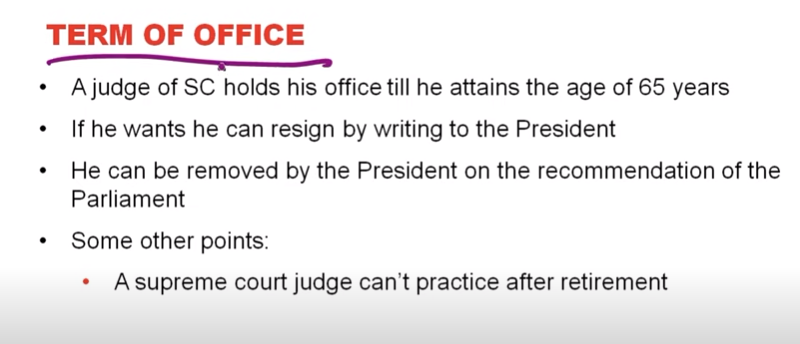 TERM OF OFFICE
• A judge of SC holds his office till he attains the age of 65 years
• If he wants he can resign by writing to the President
• He can be removed by the President on the recommendation of the
Parliament
• Some other points:
• A supreme court judge can't practice after retirement